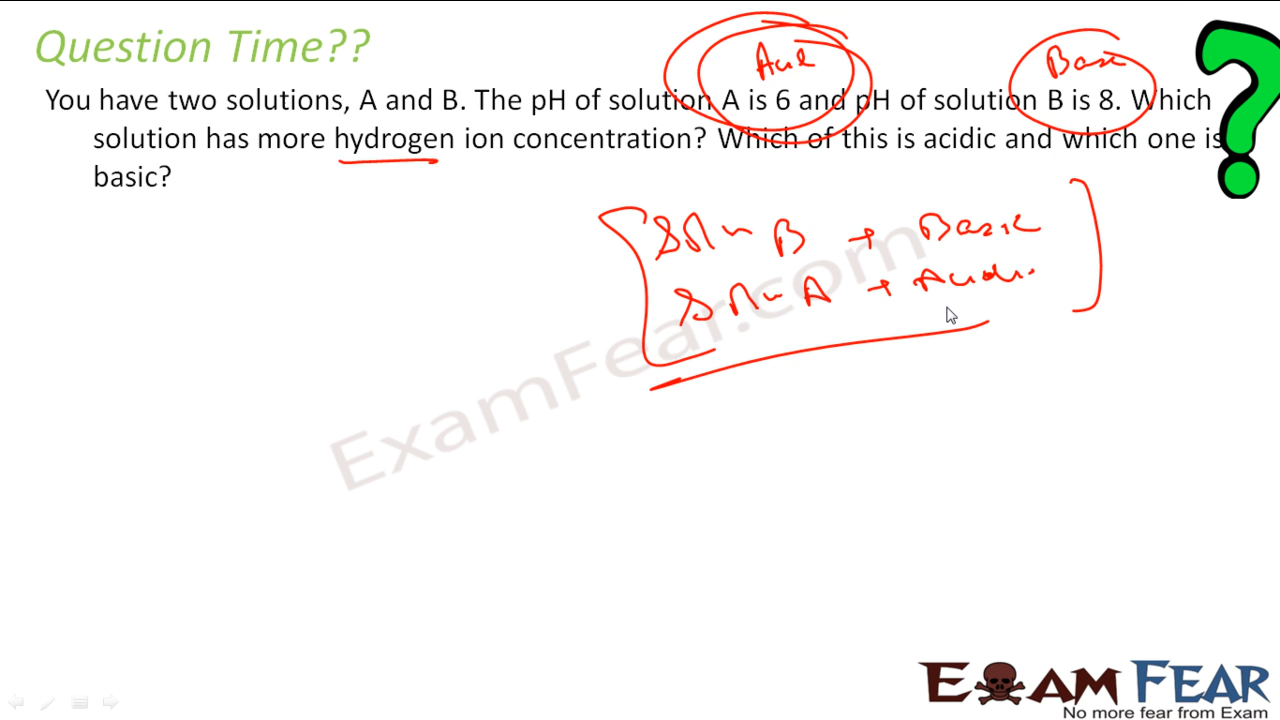 Question Time??
Acid
Basic
You have two solutions, A and B. The pH of solution A is 6 and pH of solution B is 8. Which
solution has more hydrogen ion concentration? Which of this is acidic and which one is
basic?
Soln B → Basic
Soln A → Acidic
ExamFear.com
EXAM FEAR
No more fear from Exam